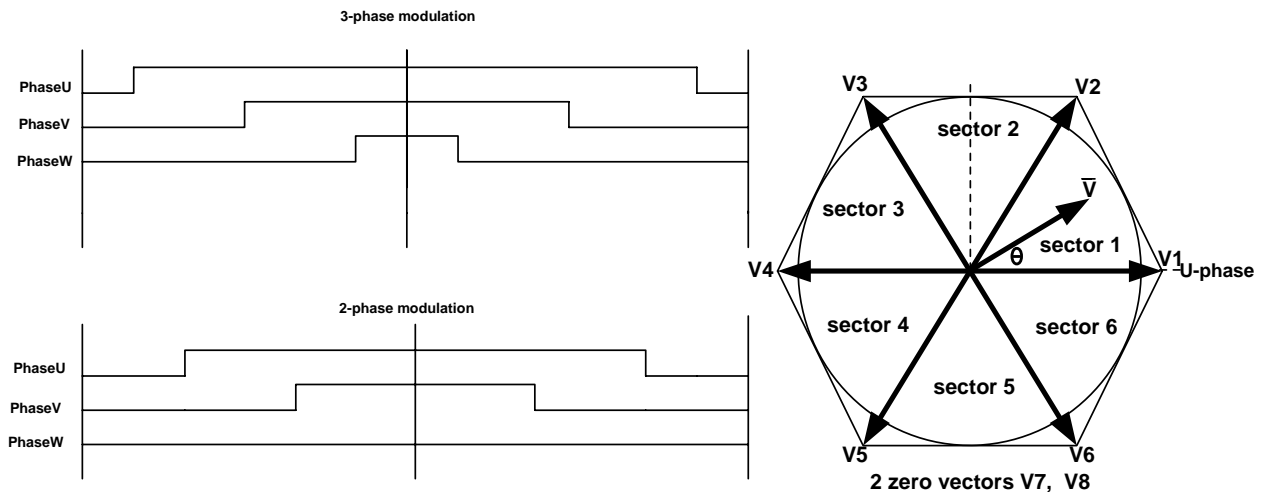 3-phase modulation
PhaseU
PhaseV
PhaseW
2-phase modulation
PhaseU
PhaseV
PhaseW
V3
V2
sector 2
V̅
sector 3
sector 1
θ
V4
V1
U-phase
sector 4
sector 6
sector 5
V5
V6
2 zero vectors V7, V8